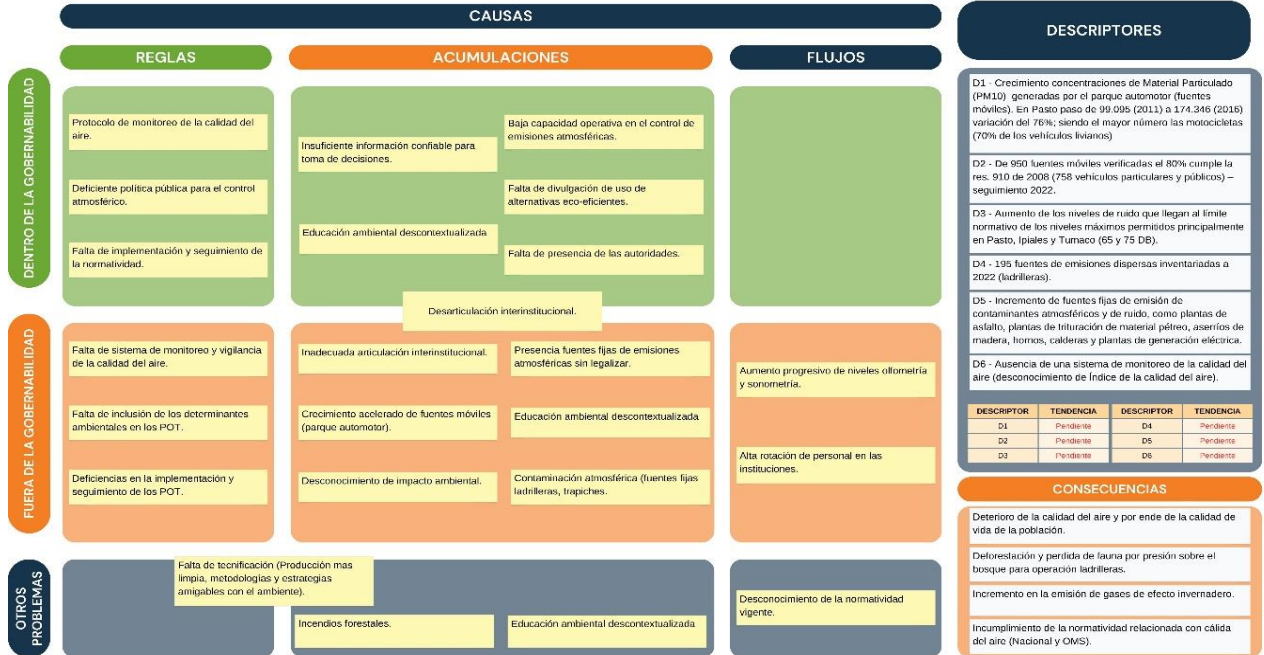 CAUSAS
DESCRIPTORES
REGLAS
ACUMULACIONES
FLUJOS
DENTRO DE LA GOBERNABILIDAD
Protocolo de monitoreo de la calidad del
aire.
Deficiente política pública para el control
atmosférico.
Falta de implementación y seguimiento de
la normatividad.
Insuficiente información confiable para
toma de decisiones.
Educación ambiental descontextualizada
Baja capacidad operativa en el control de
emisiones atmosféricas.
Falta de divulgación de uso de
alternativas eco-eficientes.
Falta de presencia de las autoridades.
Desarticulación interinstitucional.
FUERA DE LA GOBERNABILIDAD
Falta de sistema de monitoreo y vigilancia
de la calidad del aire.
Falta de inclusión de los determinantes
ambientales en los POT.
Deficiencias en la implementación y
seguimiento de los POT.
Inadecuada articulación interinstitucional.
Crecimiento acelerado de fuentes móviles
(parque automotor).
Desconocimiento de impacto ambiental.
Presencia fuentes fijas de emisiones
atmosféricas sin legalizar.
Educación ambiental descontextualizada
Contaminación atmosférica (fuentes fijas
ladrilleras, trapiches.
Aumento progresivo de niveles olfometría
y sonometría.
Alta rotación de personal en las
instituciones.
OTROS
PROBLEMAS
Falta de tecnificación (Producción mas
limpia, metodologías y estrategias
amigables con el ambiente).
Incendios forestales.
Educación ambiental descontextualizada
Desconocimiento de la normatividad
vigente.
D1 - Crecimiento concentraciones de Material Particulado
(PM10) generadas por el parque automotor (fuentes
móviles). En Pasto paso de 99.095 (2011) a 174.346 (2016)
variación del 76%; siendo el mayor número las motocicletas
(70% de los vehículos livianos)
D2 - De 950 fuentes móviles verificadas el 80% cumple la
res. 910 de 2008 (758 vehículos particulares y públicos) –
seguimiento 2022.
D3 - Aumento de los niveles de ruido que llegan al límite
normativo de los niveles máximos permitidos principalmente
en Pasto, Ipiales y Tumaco (65 y 75 DB).
D4 - 195 fuentes de emisiones dispersas inventariadas a
2022 (ladrilleras).
D5 - Incremento de fuentes fijas de emisión de
contaminantes atmosféricos y de ruido, como plantas de
asfalto, plantas de trituración de material pétreo, aserríos de
madera, hornos, calderas y plantas de generación eléctrica.
D6 - Ausencia de una sistema de monitoreo de la calidad del
aire (desconocimiento de Índice de la calidad del aire).
DESCRIPTOR TENDENCIA DESCRIPTOR TENDENCIA
D1 Pendiente D4 Pendiente
D2 Pendiente D5 Pendiente
D3 Pendiente D6 Pendiente
CONSECUENCIAS
Deterioro de la calidad del aire y por ende de la calidad de
vida de la población.
Deforestación y perdida de fauna por presión sobre el
bosque para operación ladrilleras.
Incremento en la emisión de gases de efecto invernadero.
Incumplimiento de la normatividad relacionada con cálida
del aire (Nacional y OMS).